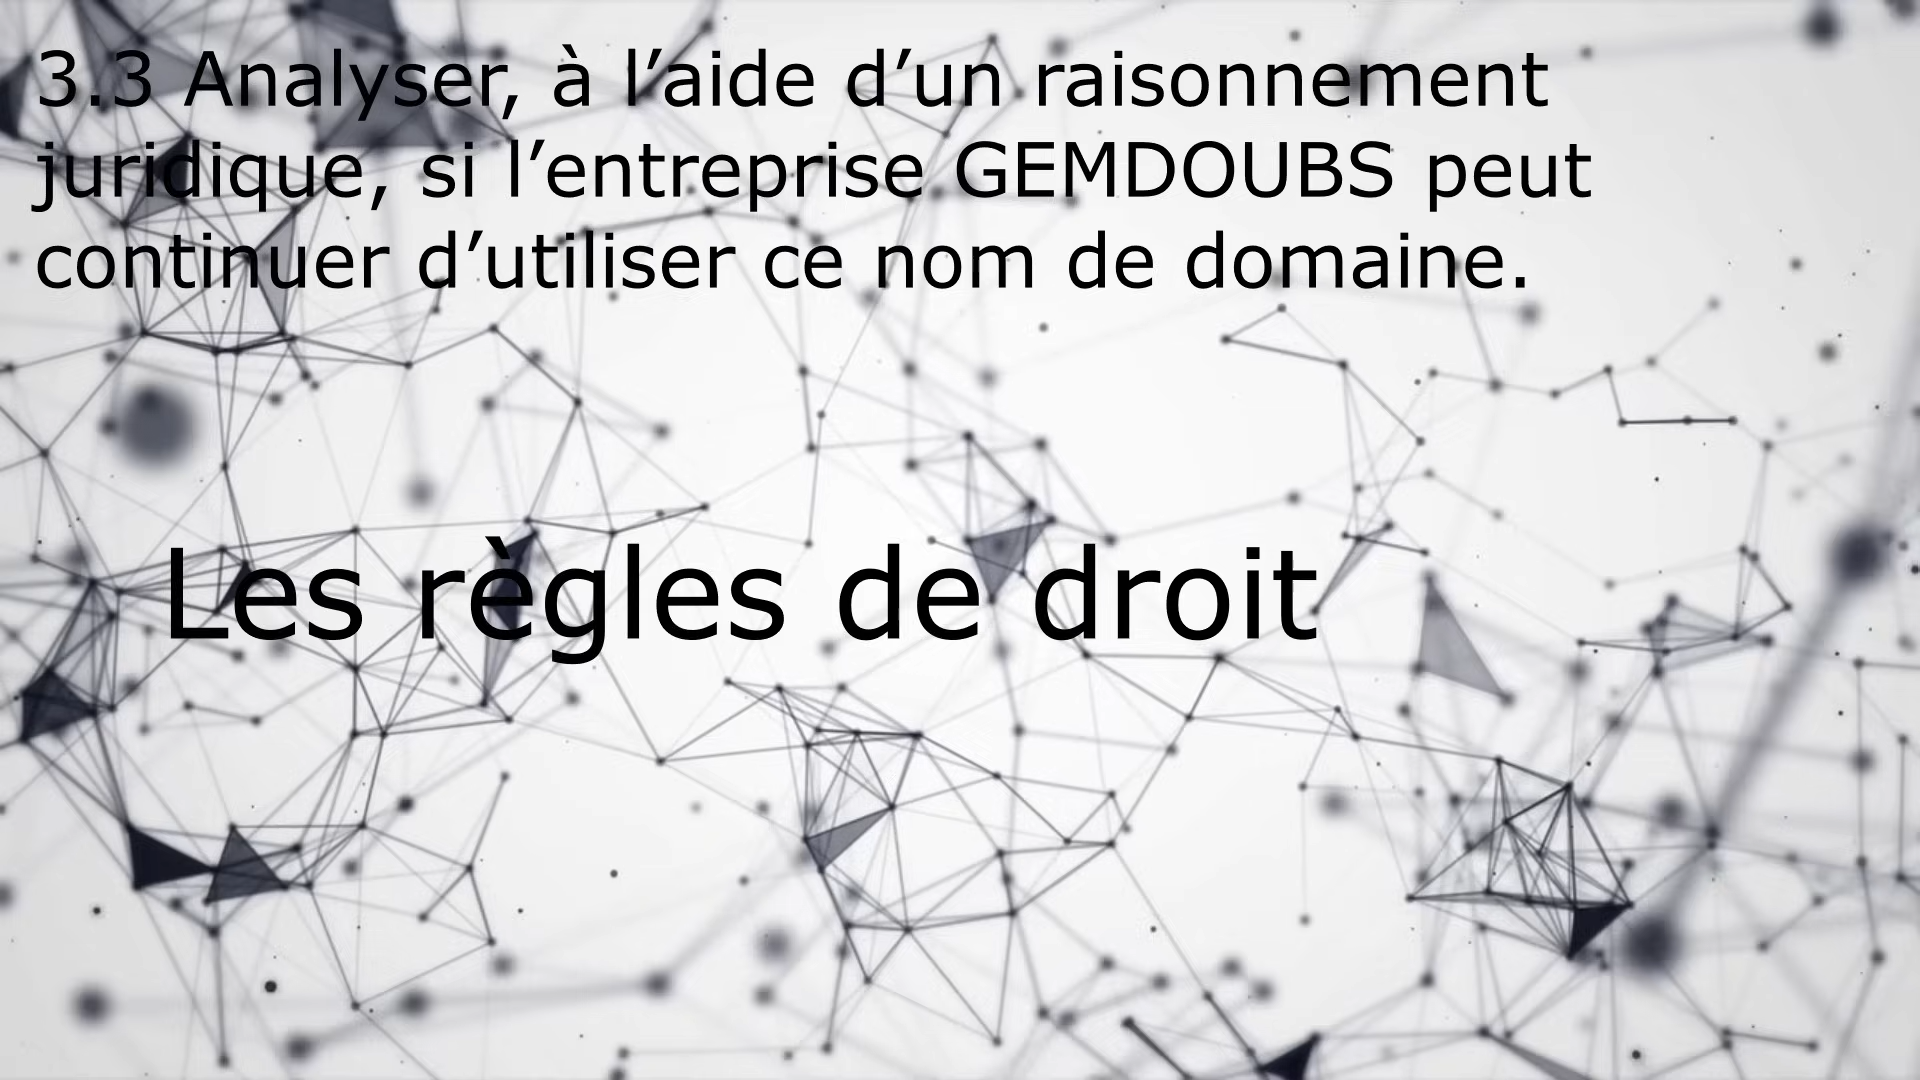 3.3 Analyser, à l’aide d’un raisonnement
juridique, si l’entreprise GEMDOUBS peut
continuer d’utiliser ce nom de domaine.
Les règles de droit